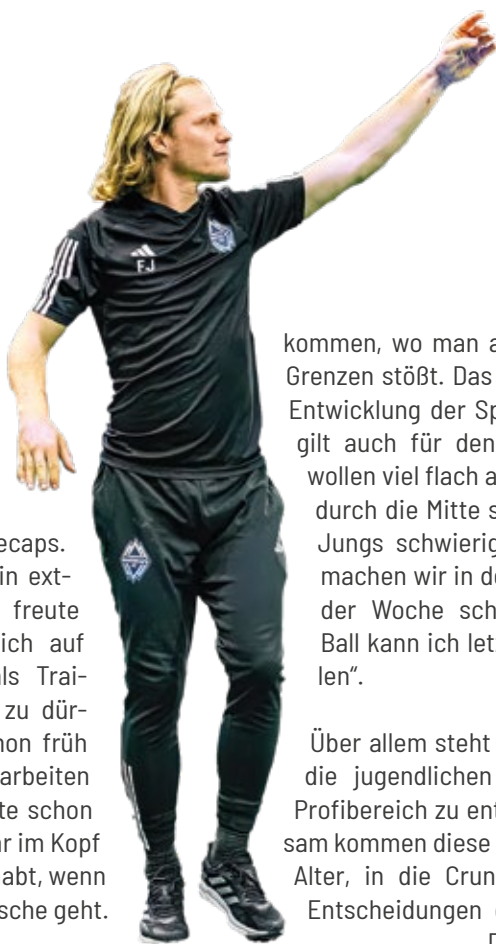 FJ
ecaps.
in ext-
freute
ich auf
als Trai-
zu dür-
hon früh
arbeiten
te schon
ar im Kopf
abt, wenn
sche geht.
kommen, wo man a
Grenzen stößt. Das
Entwicklung der Sp
gilt auch für den
wollen viel flach a
durch die Mitte s
Jungs schwierig
machen wir in de
der Woche sch
Ball kann ich letz
len“.
Über allem steht
die jugendlichen
Profibereich zu ent
sam kommen diese
Alter, in die Crun
Entscheidungen